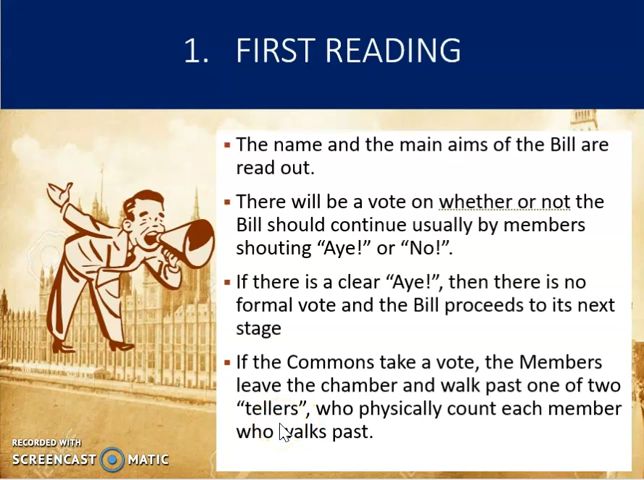 1. FIRST READING
▪ The name and the main aims of the Bill are
read out.
▪ There will be a vote on whether or not the
Bill should continue usually by members
shouting “Aye!” or “No!”.
▪ If there is a clear “Aye!”, then there is no
formal vote and the Bill proceeds to its next
stage
▪ If the Commons take a vote, the Members
leave the chamber and walk past one of two
“tellers”, who physically count each member
who walks past.
RECORDED WITH
SCREENCAST MATIC